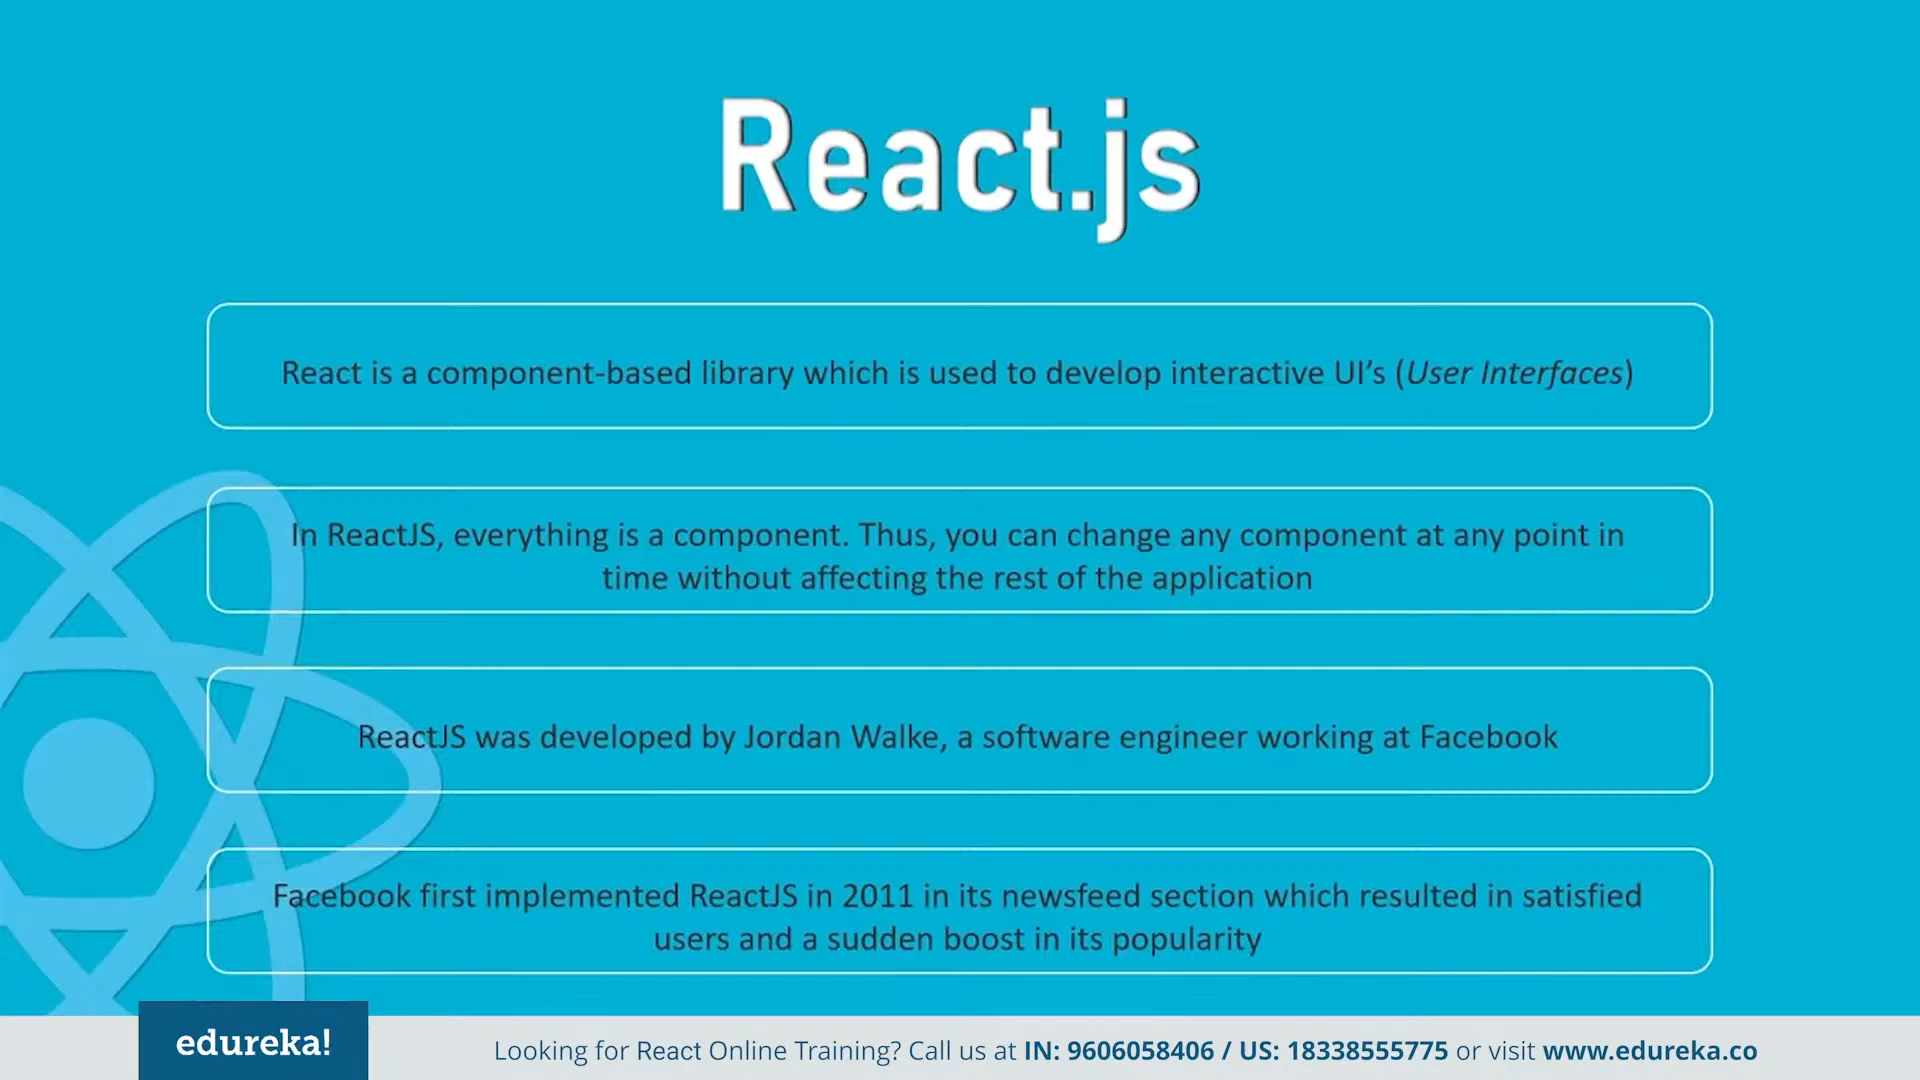 React.js
React is a component-based library which is used to develop interactive UI’s (User Interfaces)
In ReactJS, everything is a component. Thus, you can change any component at any point in
time without affecting the rest of the application
ReactJS was developed by Jordan Walke, a software engineer working at Facebook
Facebook first implemented ReactJS in 2011 in its newsfeed section which resulted in satisfied
users and a sudden boost in its popularity
edureka!
Looking for React Online Training? Call us at IN: 9606058406 / US: 18338555775 or visit www.edureka.co